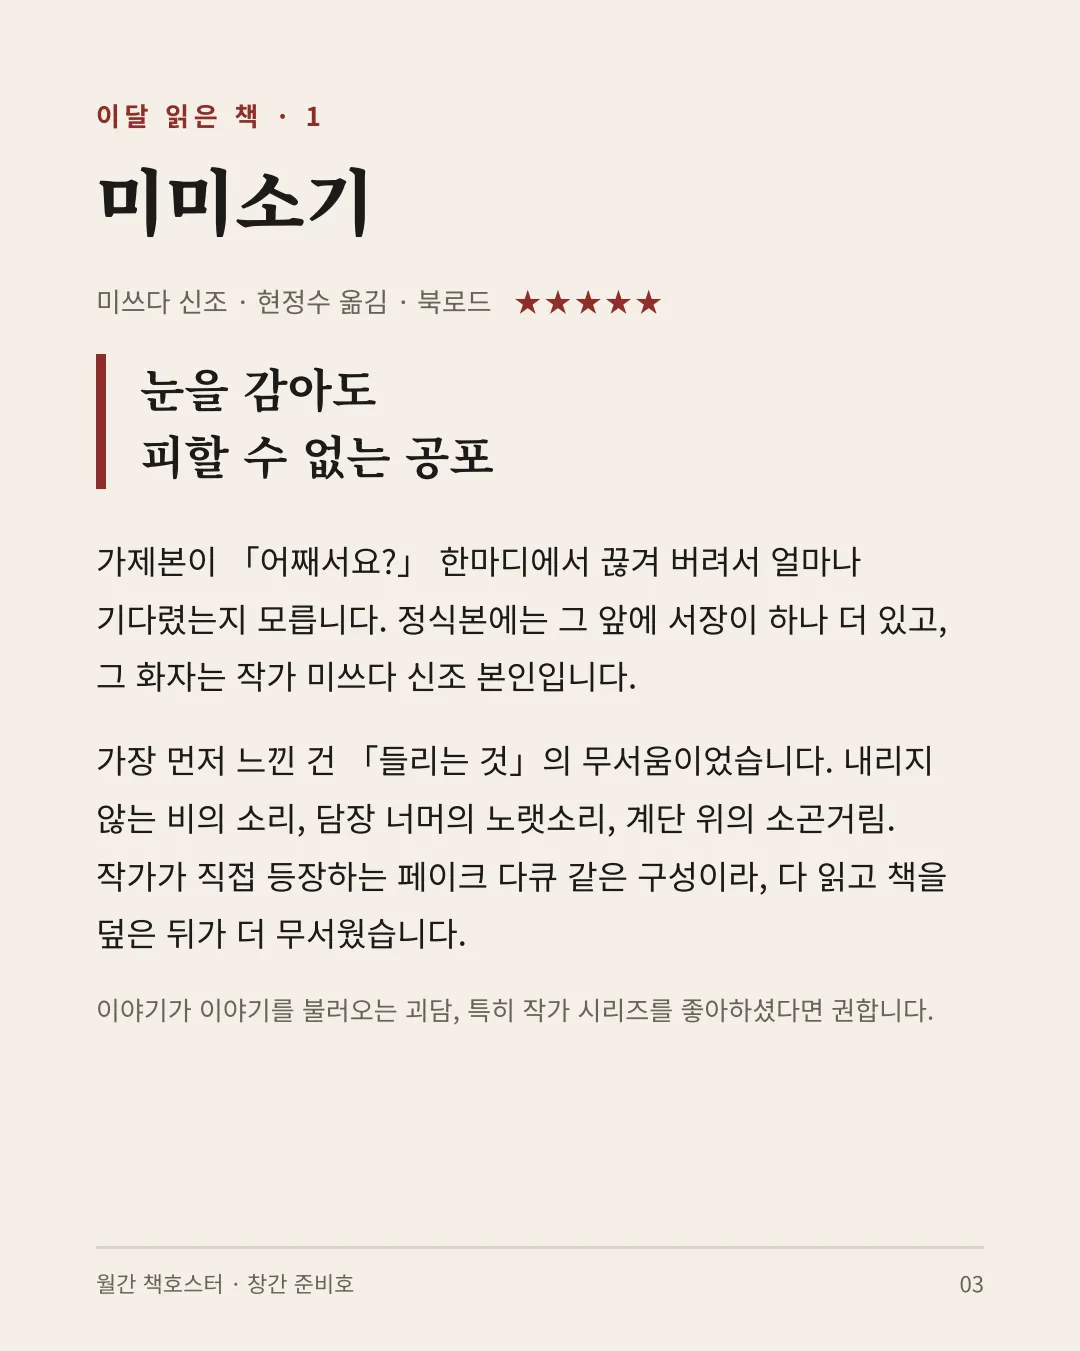 이달 읽은 책 · 1
미미소기
미쓰다 신조 · 현정수 옮김 · 북로드 ★★★★★
눈을 감아도
피할 수 없는 공포
가제본이 「어째서요?」 한마디에서 끊겨 버려서 얼마나
기다렸는지 모릅니다. 정식본에는 그 앞에 서장이 하나 더 있고,
그 화자는 작가 미쓰다 신조 본인입니다.
가장 먼저 느낀 건 「들리는 것」의 무서움이었습니다. 내리지
않는 비의 소리, 담장 너머의 노랫소리, 계단 위의 소곤거림.
작가가 직접 등장하는 페이크 다큐 같은 구성이라, 다 읽고 책을
덮은 뒤가 더 무서웠습니다.
이야기가 이야기를 불러오는 괴담, 특히 작가 시리즈를 좋아하셨다면 권합니다.
월간 책호스터 · 창간 준비호
03